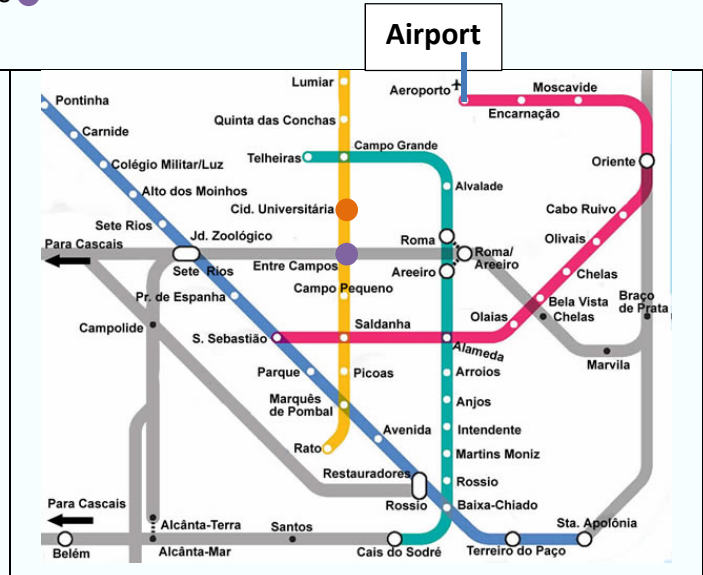 s
Airport
Lumiar
Aeroporto
Moscavide
Pontinha
Encarnação
Quinta das Conchas
Carnide
Campo Grande
Telheiras
Oriente
Colégio Militar/Luz
Alvalade
Alto dos Moinhos
Cid. Universitária
Cabo Ruivo
Sete Rios
Jd. Zoológico
Roma
Olivais
Para Cascais
Roma/
Areeiro
Entre Campos
Sete Rios
Areeiro
Chelas
Campo Pequeno
Pr. de Espanha
Bela Vista
Braço
de Prata
Chelas
Olaias
Campolide
Saldanha
S. Sebastião
Alameda
Marvila
Parque
Picoas
Arroios
Marquês
de Pombal
Anjos
Avenida
Intendente
Rato
Martins Moniz
Restauradores
Rossio
Rossio
Baixa-Chiado
Para Cascais
Alcântara-Terra
Santos
Sta. Apolónia
Belém
Alcântara-Mar
Cais do Sodré
Terreiro do Paço